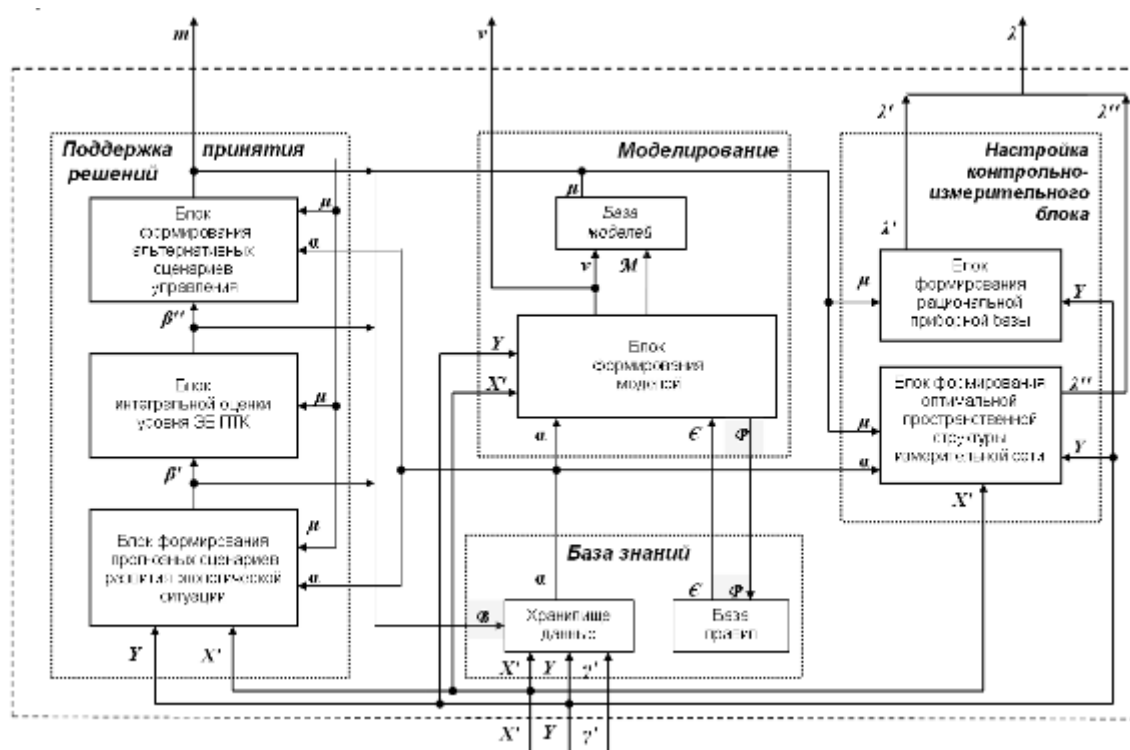 m
v
λ
λ'
λ''
Поддержка принятия
решений
Моделирование
Настройка
контрольно-
измерительного
блока
μ
μ
λ'
Блок
формирования
альтернативных
сценариев
управления
α
База
моделей
v
M
Блок
формирования
рациональной
приборной базы
μ
Y
β''
Y
X'
Блок
формирования
моделей
Блок
интегральной оценки
уровня ЭБ ПТК
μ
Блок формирования
оптимальной
пространственной
структуры
измерительной сети
λ''
μ
Y
α
X'
α
Є
Ф
β'
Блок формирования
прогнозных сценариев
развития экологической
ситуации
μ
α
База знаний
α
Є
Ф
В
Хранилище
данных
База
правил
Y
X'
X'
Y
?'
X'
Y
?'